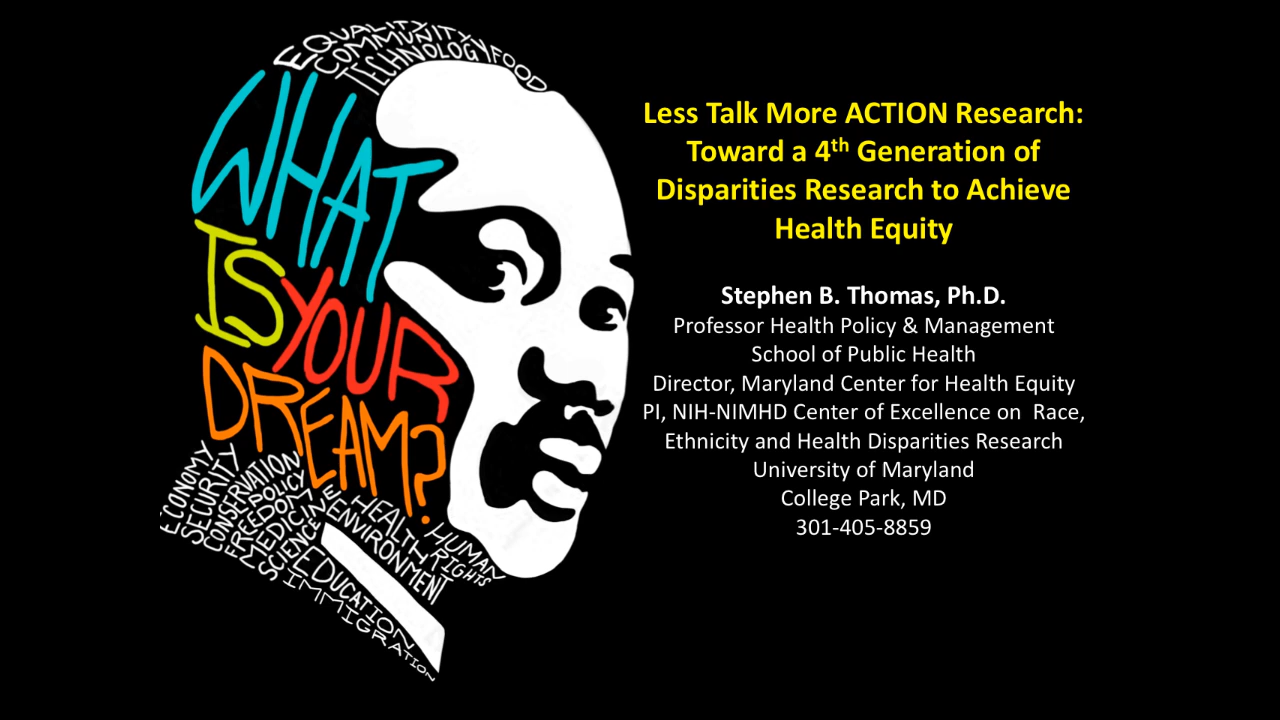 EQUALITY
COMMUNITY FOOD
TECHNOLOGY
WHAT
IS
YOUR
DREAM?
ECONOMY
SECURITY
CONSERVATION
POLICY
FREEDOM
MEDICINE
SCIENCE
HEALTH
HUMAN
RIGHTS
ENVIRONMENT
EDUCATION
IMMIGRATION
Less Talk More ACTION Research:
Toward a 4th Generation of
Disparities Research to Achieve
Health Equity
Stephen B. Thomas, Ph.D.
Professor Health Policy & Management
School of Public Health
Director, Maryland Center for Health Equity
PI, NIH-NIMHD Center of Excellence on Race,
Ethnicity and Health Disparities Research
University of Maryland
College Park, MD
301-405-8859